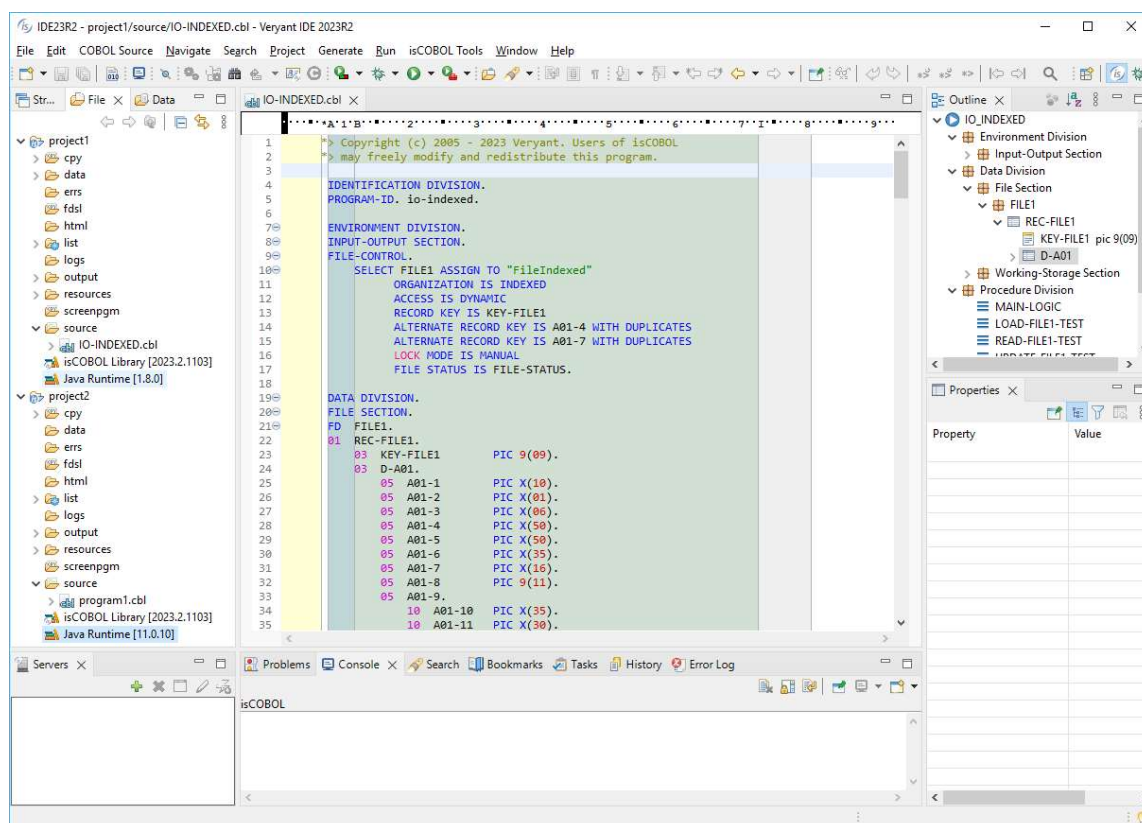 IDE23R2 - project1/source/IO-INDEXED.cbl - Veryant IDE 2023R2
File Edit COBOL Source Navigate Search Project Generate Run isCOBOL Tools Window Help
Str... File Data
project1
cpy
data
errs
fdsl
html
list
logs
output
resources
screenpgm
source
IO-INDEXED.cbl
isCOBOL Library [2023.2.1103]
Java Runtime [1.8.0]
project2
cpy
data
errs
fdsl
html
list
logs
output
resources
screenpgm
source
program1.cbl
isCOBOL Library [2023.2.1103]
Java Runtime [11.0.10]
IO-INDEXED.cbl
1 *> Copyright (c) 2005 - 2023 Veryant. Users of isCOBOL
2 *> may freely modify and redistribute this program.
3
4 IDENTIFICATION DIVISION.
5 PROGRAM-ID. io-indexed.
6
7 ENVIRONMENT DIVISION.
8 INPUT-OUTPUT SECTION.
9 FILE-CONTROL.
10 SELECT FILE1 ASSIGN TO "FileIndexed"
11 ORGANIZATION IS INDEXED
12 ACCESS IS DYNAMIC
13 RECORD KEY IS KEY-FILE1
14 ALTERNATE RECORD KEY IS A01-4 WITH DUPLICATES
15 ALTERNATE RECORD KEY IS A01-7 WITH DUPLICATES
16 LOCK MODE IS MANUAL
17 FILE STATUS IS FILE-STATUS.
18
19 DATA DIVISION.
20 FILE SECTION.
21 FD FILE1.
22 01 REC-FILE1.
23 03 KEY-FILE1 PIC 9(09).
24 03 D-A01.
25 05 A01-1 PIC X(10).
26 05 A01-2 PIC X(01).
27 05 A01-3 PIC X(06).
28 05 A01-4 PIC X(50).
29 05 A01-5 PIC X(50).
30 05 A01-6 PIC X(35).
31 05 A01-7 PIC X(16).
32 05 A01-8 PIC 9(11).
33 05 A01-9.
34 10 A01-10 PIC X(35).
35 10 A01-11 PIC X(30).
Outline
IO_INDEXED
Environment Division
Input-Output Section
Data Division
File Section
FILE1
REC-FILE1
KEY-FILE1 pic 9(09)
D-A01
Working-Storage Section
Procedure Division
MAIN-LOGIC
LOAD-FILE1-TEST
READ-FILE1-TEST
UPDATE-FILE1-TEST
Properties
Property Value
Servers
Problems Console Search Bookmarks Tasks History Error Log
isCOBOL